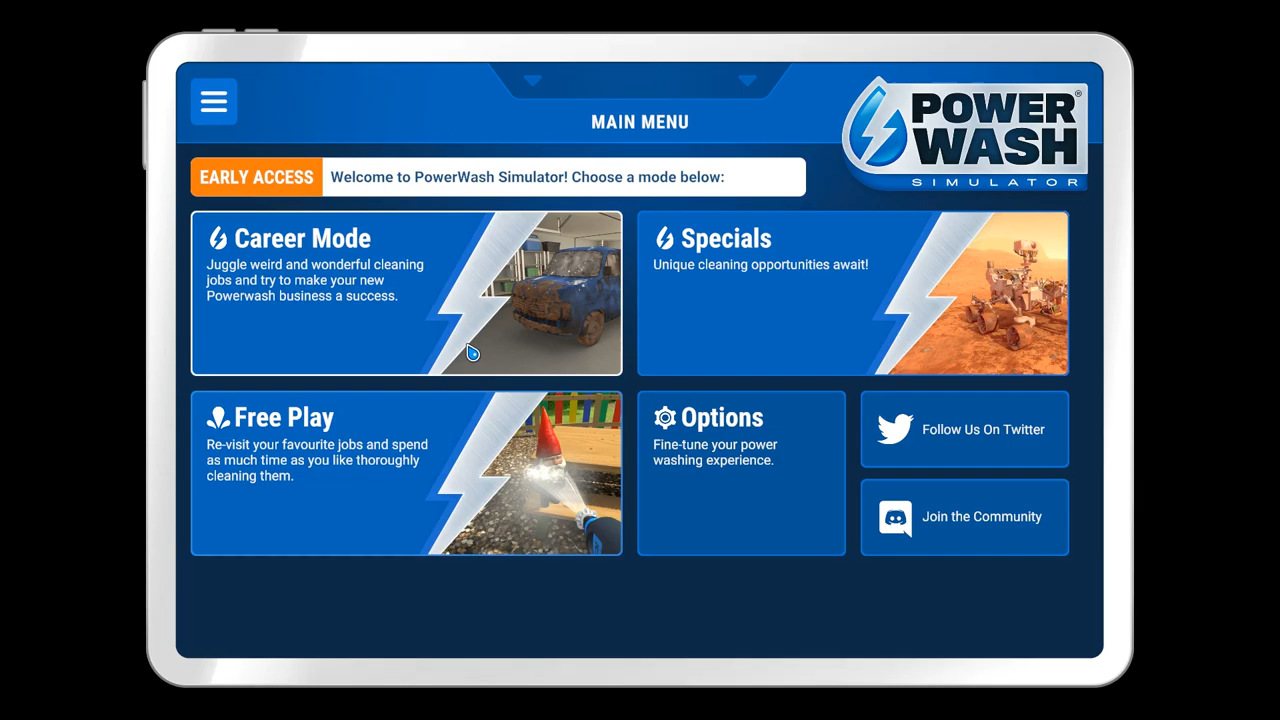 MAIN MENU
POWER
WASH
®
SIMULATOR
EARLY ACCESS Welcome to PowerWash Simulator! Choose a mode below:
Career Mode
Juggle weird and wonderful cleaning
jobs and try to make your new
Powerwash business a success.
Specials
Unique cleaning opportunities await!
Free Play
Re-visit your favourite jobs and spend
as much time as you like thoroughly
cleaning them.
Options
Fine-tune your power
washing experience.
Follow Us On Twitter
Join the Community